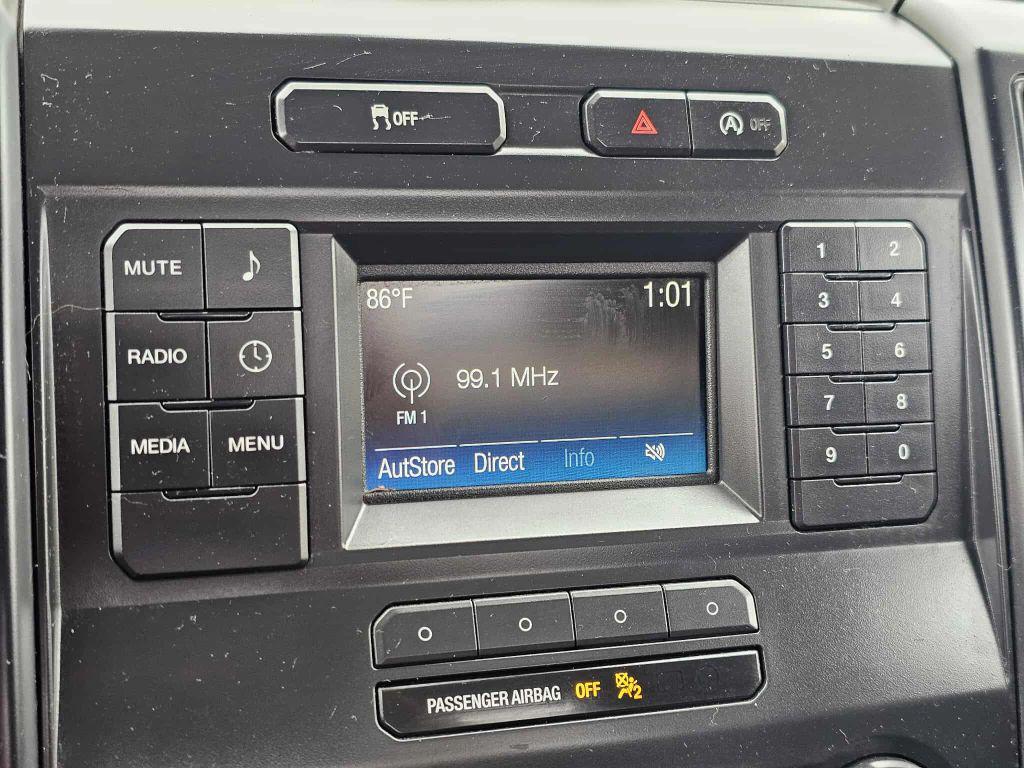 OFF
A OFF
MUTE
RADIO
MEDIA MENU
86°F 1:01
99.1 MHz
FM 1
AutStore Direct Info
1 2
3 4
5 6
7 8
9 0
PASSENGER AIRBAG OFF 2